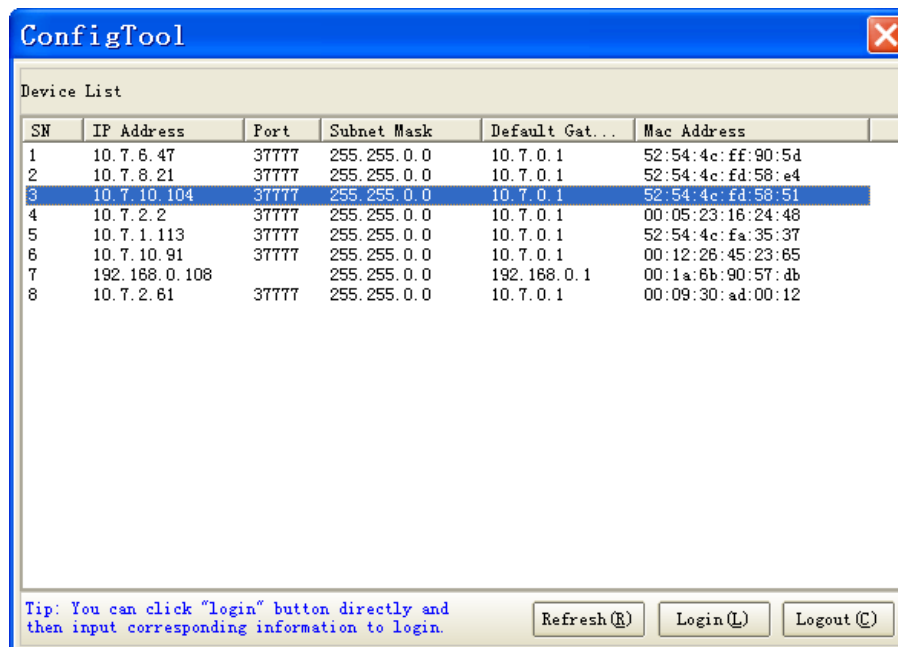 ConfigTool
Device List
SN IP Address Port Subnet Mask Default Gat... Mac Address
1 10.7.6.47 37777 255.255.0.0 10.7.0.1 52:54:4c:ff:90:5d
2 10.7.8.21 37777 255.255.0.0 10.7.0.1 52:54:4c:fd:58:e4
3 10.7.10.104 37777 255.255.0.0 10.7.0.1 52:54:4c:fd:58:51
4 10.7.2.2 37777 255.255.0.0 10.7.0.1 00:05:23:16:24:48
5 10.7.1.113 37777 255.255.0.0 10.7.0.1 52:54:4c:fa:35:37
6 10.7.10.91 37777 255.255.0.0 10.7.0.1 00:12:26:45:23:65
7 192.168.0.108 255.255.0.0 192.168.0.1 00:1a:6b:90:57:db
8 10.7.2.61 37777 255.255.0.0 10.7.0.1 00:09:30:ad:00:12
Tip: You can click "login" button directly and
then input corresponding information to login.
Refresh(R) Login(L) Logout(C)